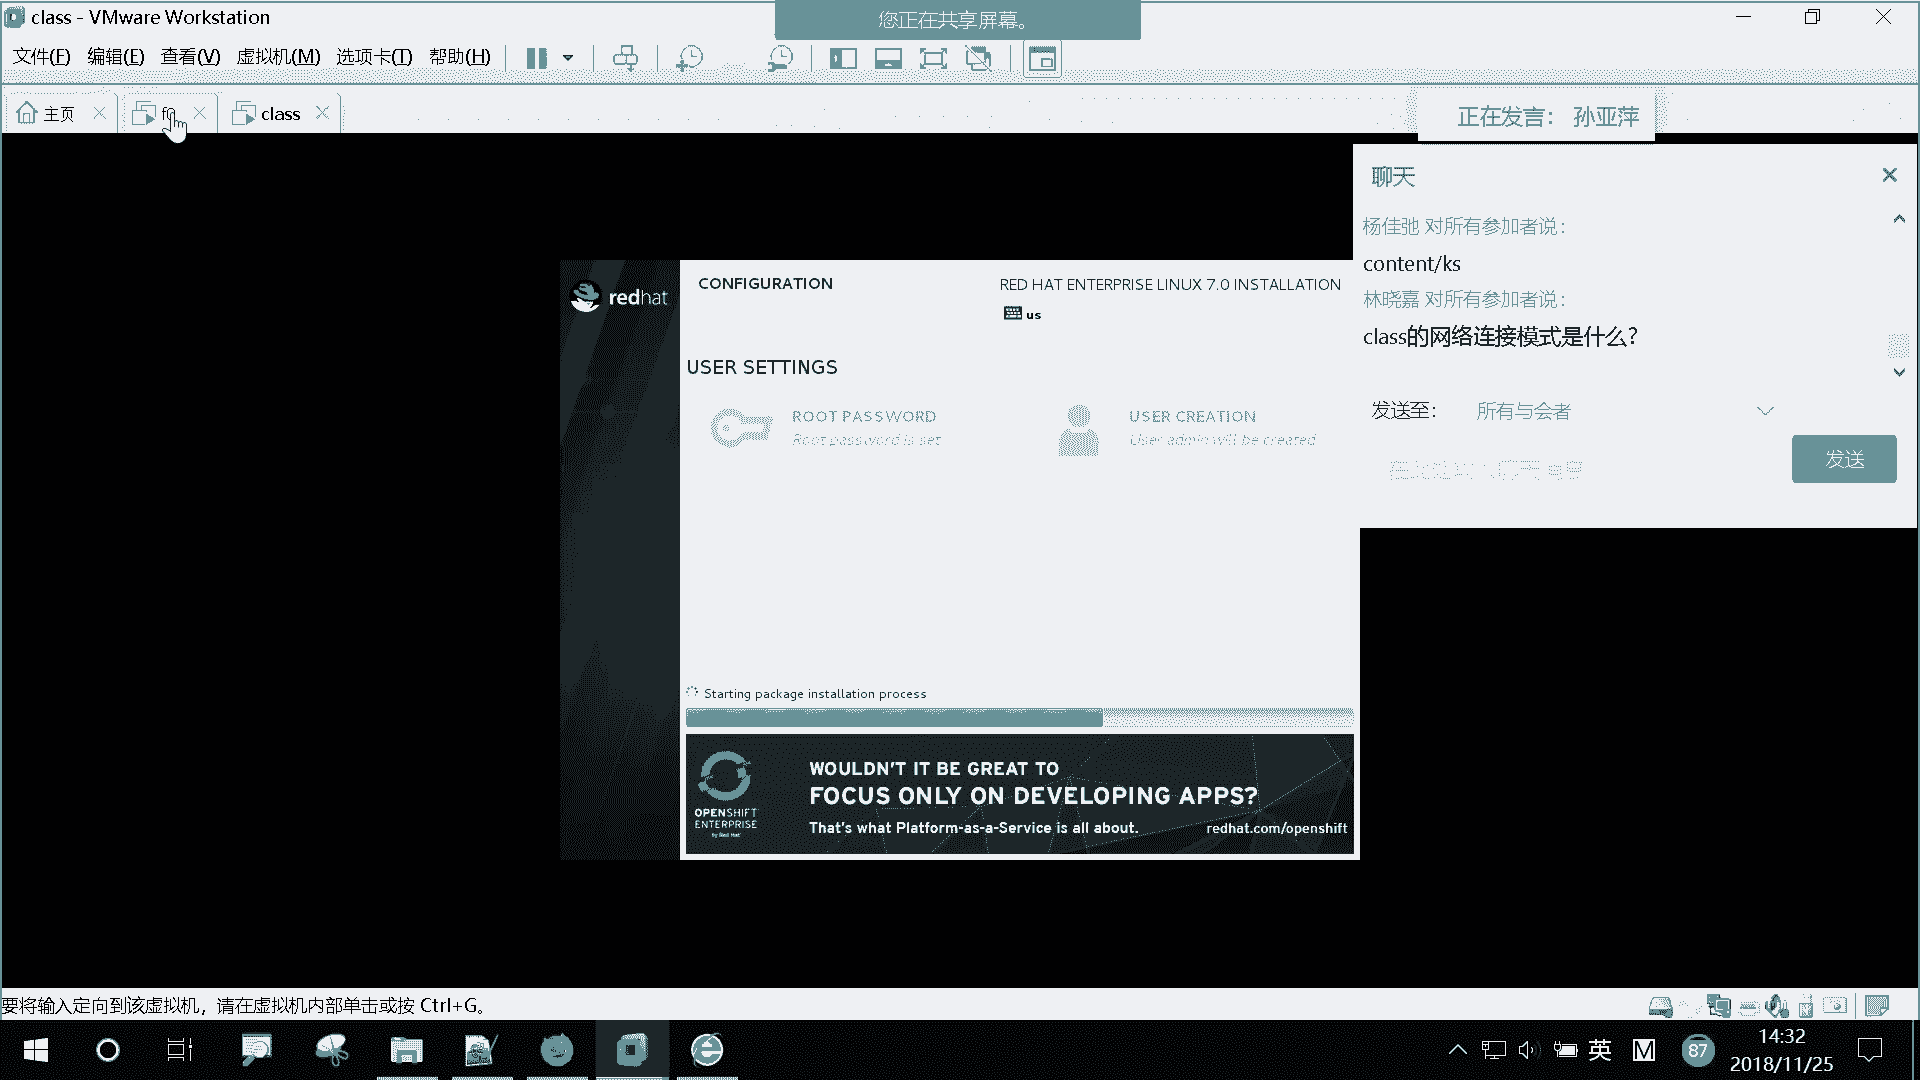 class - VMware Workstation
您正在共享屏幕。
文件(F) 编辑(E) 查看(V) 虚拟机(M) 选项卡(T) 帮助(H)
主页
class
正在发言： 孙亚萍
聊天
杨佳弛 对所有参加者说：
content/ks
林晓嘉 对所有参加者说：
class的网络连接模式是什么？
发送至： 所有与会者
发送
redhat
CONFIGURATION
RED HAT ENTERPRISE LINUX 7.0 INSTALLATION
us
USER SETTINGS
ROOT PASSWORD
Root password is set
USER CREATION
User admin will be created
Starting package installation process
OPENSHIFT
ENTERPRISE
by Red Hat
WOULDN'T IT BE GREAT TO
FOCUS ONLY ON DEVELOPING APPS?
That's what Platform-as-a-Service is all about.
redhat.com/openshift
要将输入定向到该虚拟机，请在虚拟机内部单击或按 Ctrl+G。
英
M
87
14:32
2018/11/25